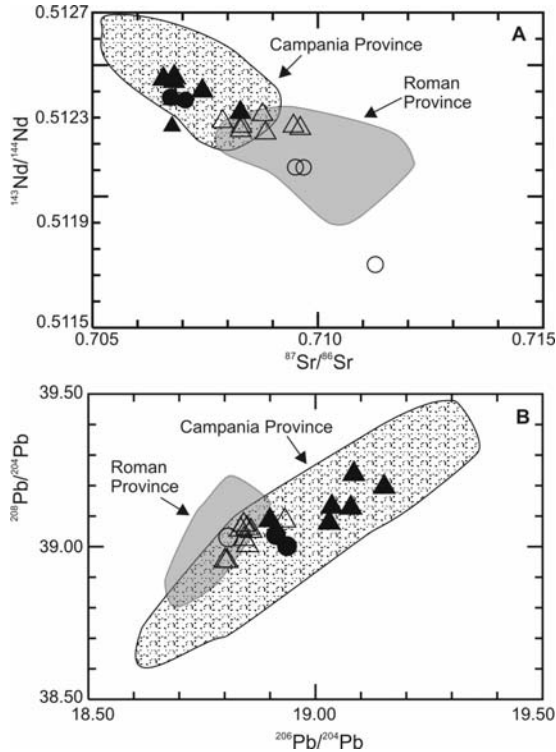 0.5127
A
Campania Province
Roman
Province
0.5123
¹⁴³Nd/¹⁴⁴Nd
0.5119
0.5115
0.705
0.710
0.715
⁸⁷Sr/⁸⁶Sr
39.50
B
Campania Province
Roman
Province
²⁰⁸Pb/²⁰⁴Pb
39.00
38.50
18.50
19.00
19.50
²⁰⁶Pb/²⁰⁴Pb